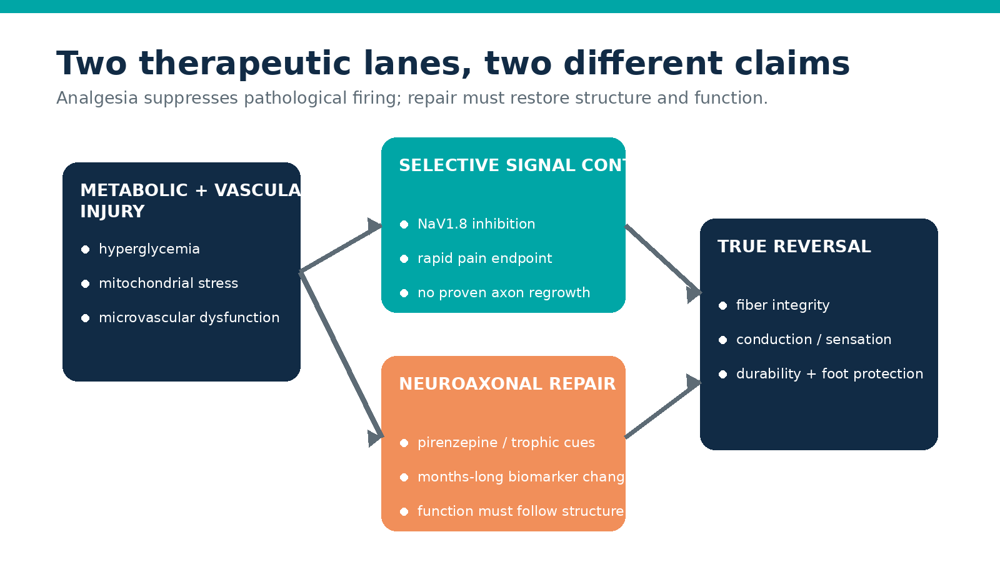 Two therapeutic lanes, two different claims
Analgesia suppresses pathological firing; repair must restore structure and function.
METABOLIC + VASCULA
INJURY
● hyperglycemia
● mitochondrial stress
● microvascular dysfunction
SELECTIVE SIGNAL CONT
● NaV1.8 inhibition
● rapid pain endpoint
● no proven axon regrowth
NEUROAXONAL REPAIR
● pirenzepine / trophic cues
● months-long biomarker chang
● function must follow structure
TRUE REVERSAL
● fiber integrity
● conduction / sensation
● durability + foot protection